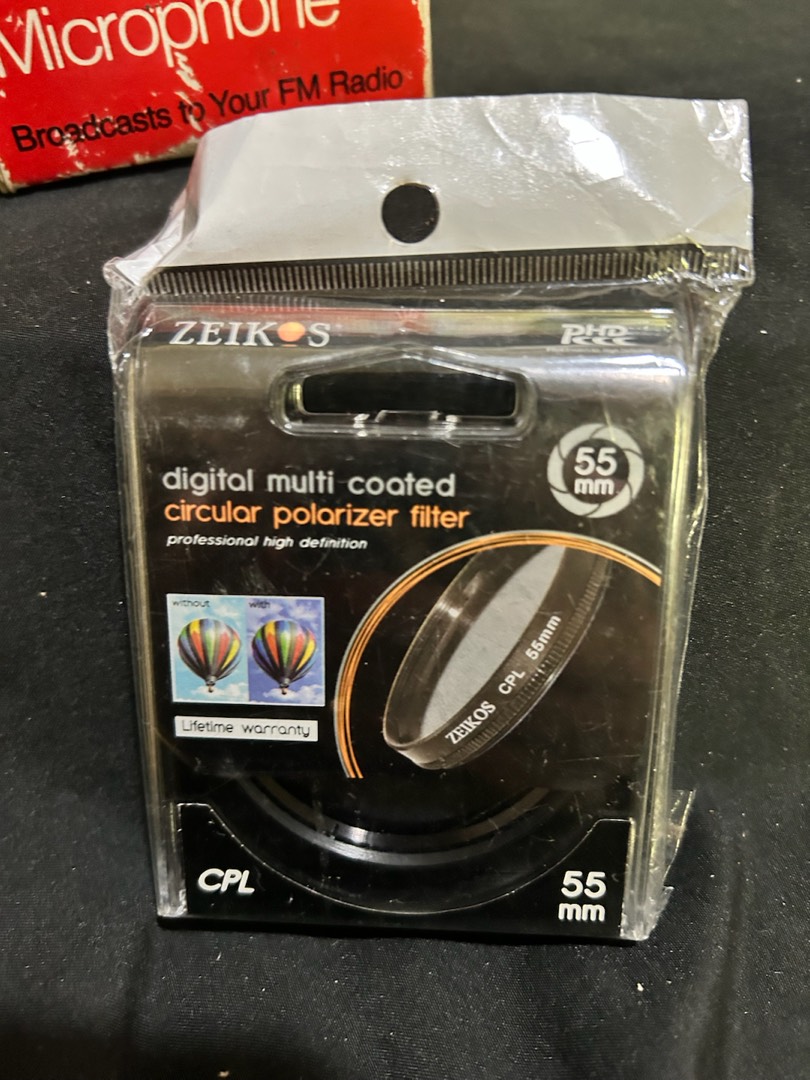 Microphone
Broadcasts to Your FM Radio
ZEIKOS
PHD
55
mm
digital multi coated
circular polarizer filter
professional high definition
without with
ZEIKOS CPL 55mm
Lifetime warranty
CPL
55
mm